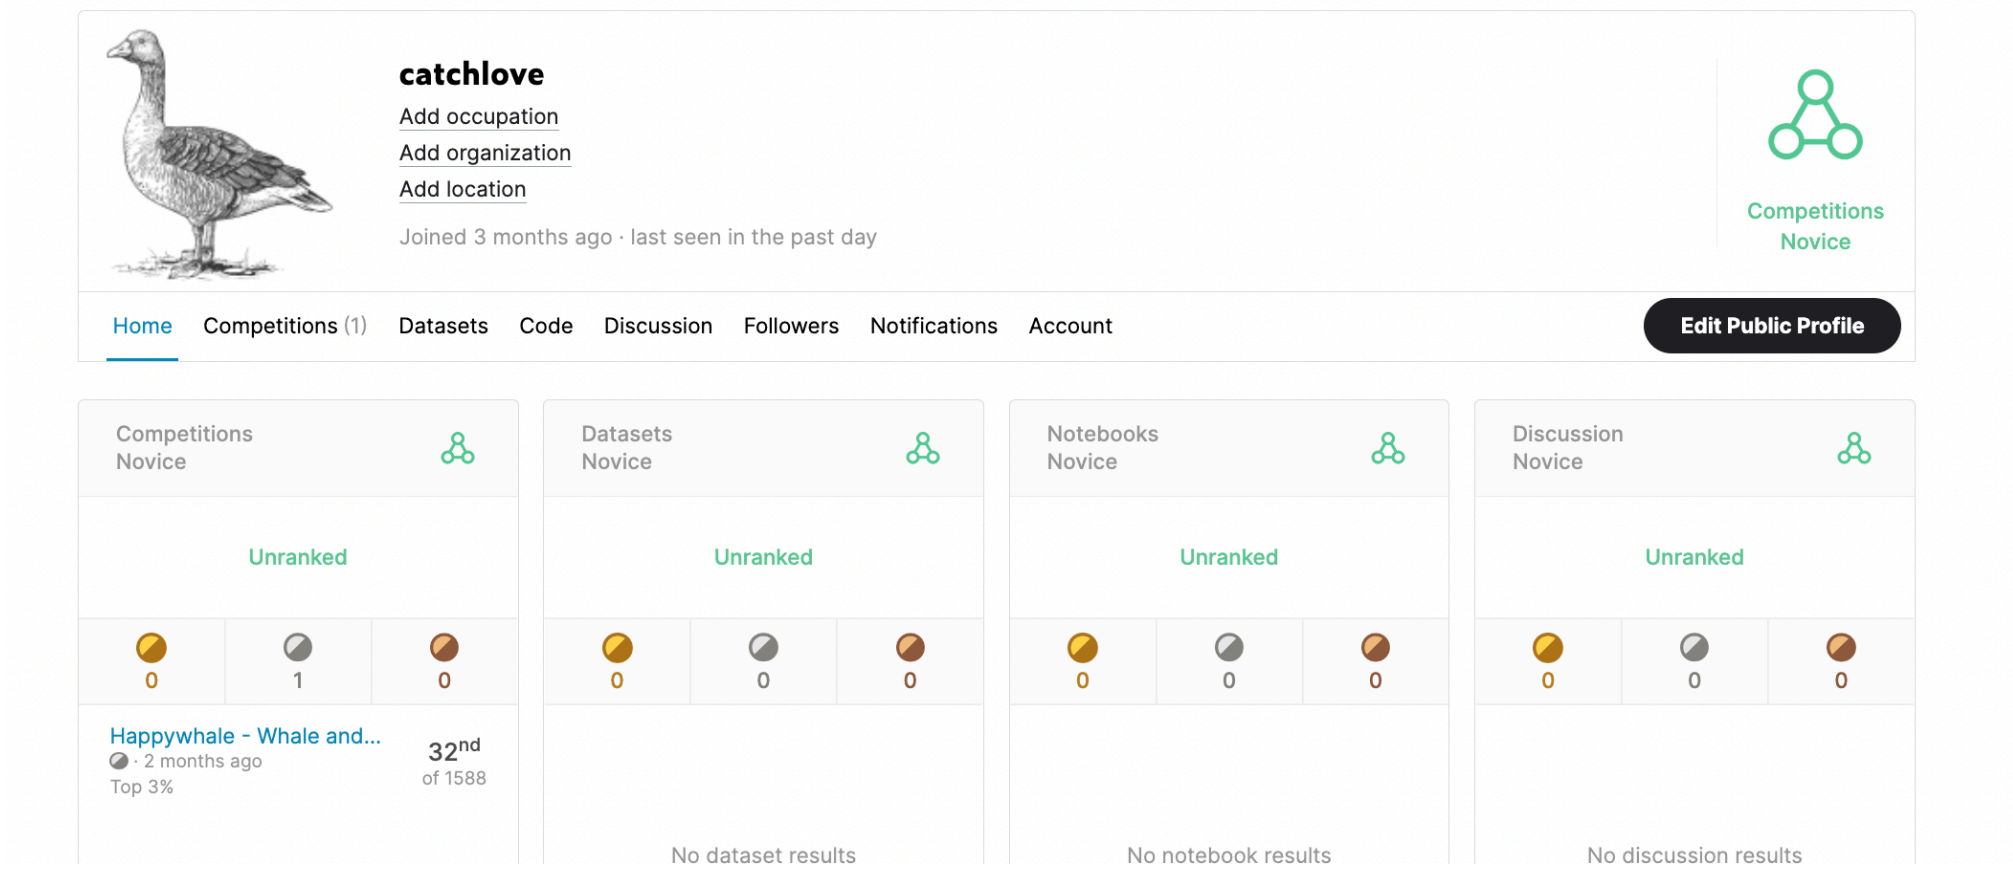 catchlove
Add occupation
Add organization
Add location
Joined 3 months ago · last seen in the past day
Competitions
Novice
Home Competitions (1) Datasets Code Discussion Followers Notifications Account Edit Public Profile
Competitions
Novice
Unranked
0 1 0
Happywhale - Whale and...
· 2 months ago
Top 3%
32nd
of 1588
Datasets
Novice
Unranked
0 0 0
No dataset results
Notebooks
Novice
Unranked
0 0 0
No notebook results
Discussion
Novice
Unranked
0 0 0
No discussion results